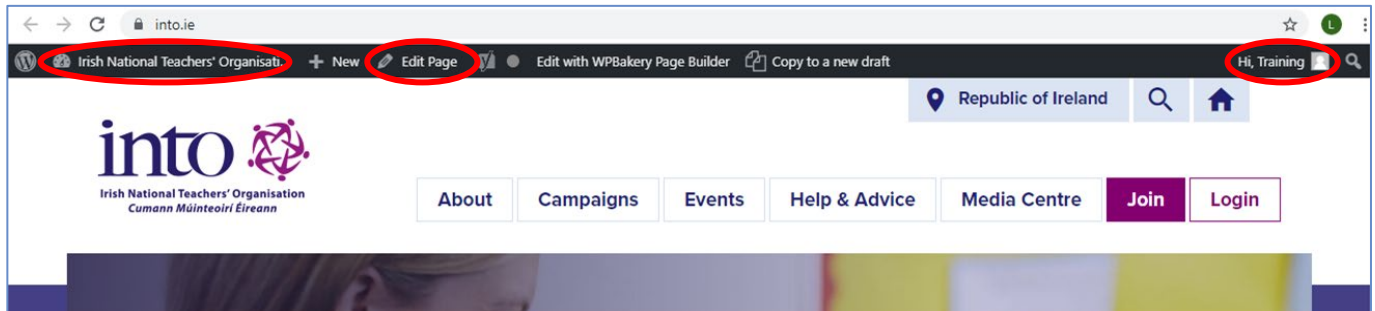 into.ie L
Irish National Teachers' Organisati... New Edit Page Edit with WPBakery Page Builder Copy to a new draft Hi, Training
Republic of Ireland
into
Irish National Teachers' Organisation
Cumann Múinteoirí Éireann
About Campaigns Events Help & Advice Media Centre Join Login